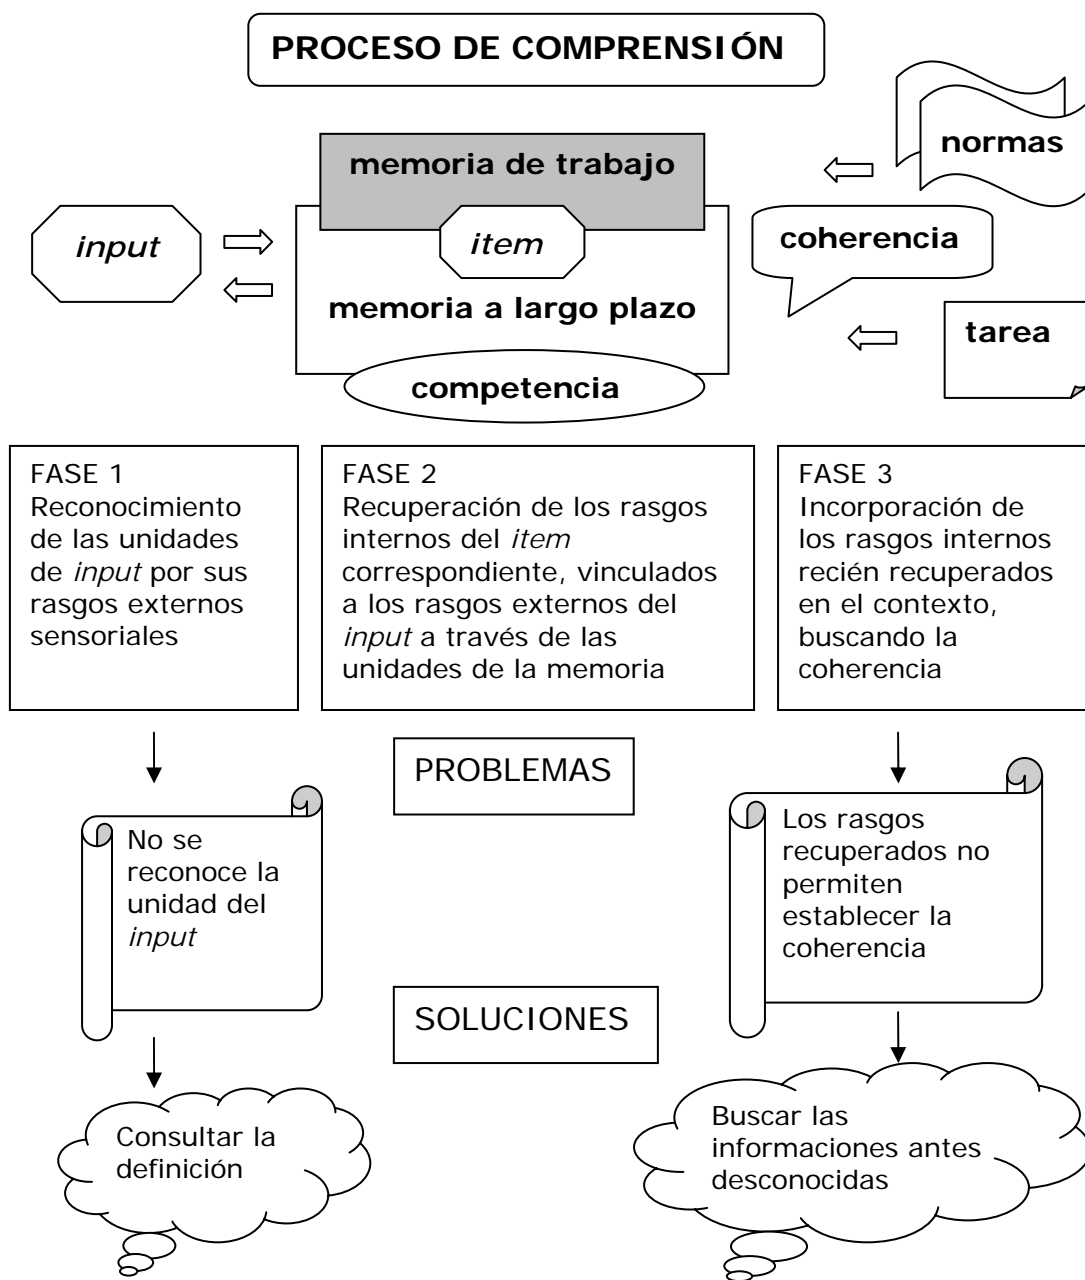 PROCESO DE COMPRENSIÓN
normas
memoria de trabajo
input
item
coherencia
memoria a largo plazo
tarea
competencia
FASE 1
Reconocimiento
de las unidades
de input por sus
rasgos externos
sensoriales
FASE 2
Recuperación de los rasgos
internos del item
correspondiente, vinculados
a los rasgos externos del
input a través de las
unidades de la memoria
FASE 3
Incorporación de
los rasgos internos
recién recuperados
en el contexto,
buscando la
coherencia
PROBLEMAS
No se
reconoce la
unidad del
input
Los rasgos
recuperados no
permiten
establecer la
coherencia
SOLUCIONES
Consultar la
definición
Buscar las
informaciones antes
desconocidas